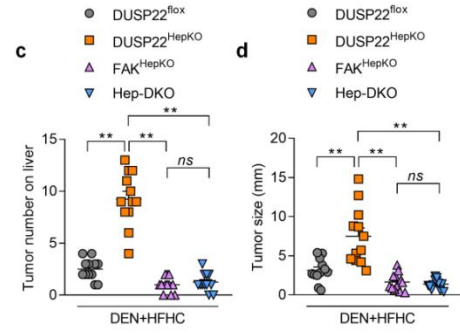 c
DUSP22flox
DUSP22HepKO
FAKHepKO
Hep-DKO
**
** **
ns
Tumor number on liver
15
10
5
0
DEN+HFHC
d
DUSP22flox
DUSP22HepKO
FAKHepKO
Hep-DKO
**
** **
ns
Tumor size (mm)
20
15
10
5
0
DEN+HFHC